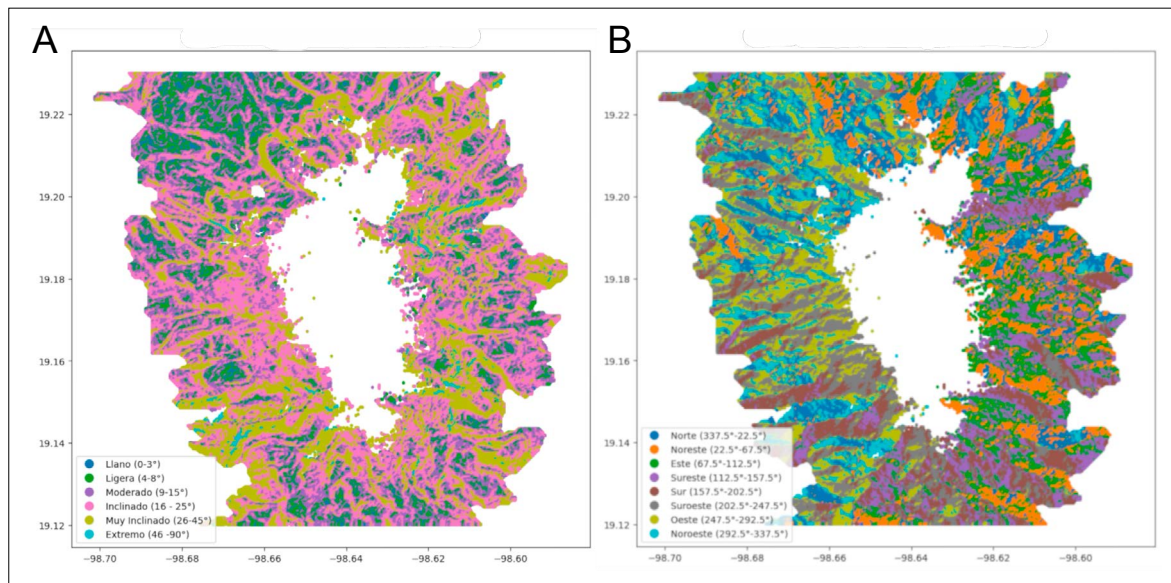 A
19.22
19.20
19.18
19.16
19.14
19.12
−98.70
−98.68
−98.66
−98.64
−98.62
−98.60
Llano (0-3°)
Ligera (4-8°)
Moderado (9-15°)
Inclinado (16 - 25°)
Muy Inclinado (26-45°)
Extremo (46 -90°)
B
19.22
19.20
19.18
19.16
19.14
19.12
−98.70
−98.68
−98.66
−98.64
−98.62
−98.60
Norte (337.5°-22.5°)
Noreste (22.5°-67.5°)
Este (67.5°-112.5°)
Sureste (112.5°-157.5°)
Sur (157.5°-202.5°)
Suroeste (202.5°-247.5°)
Oeste (247.5°-292.5°)
Noroeste (292.5°-337.5°)